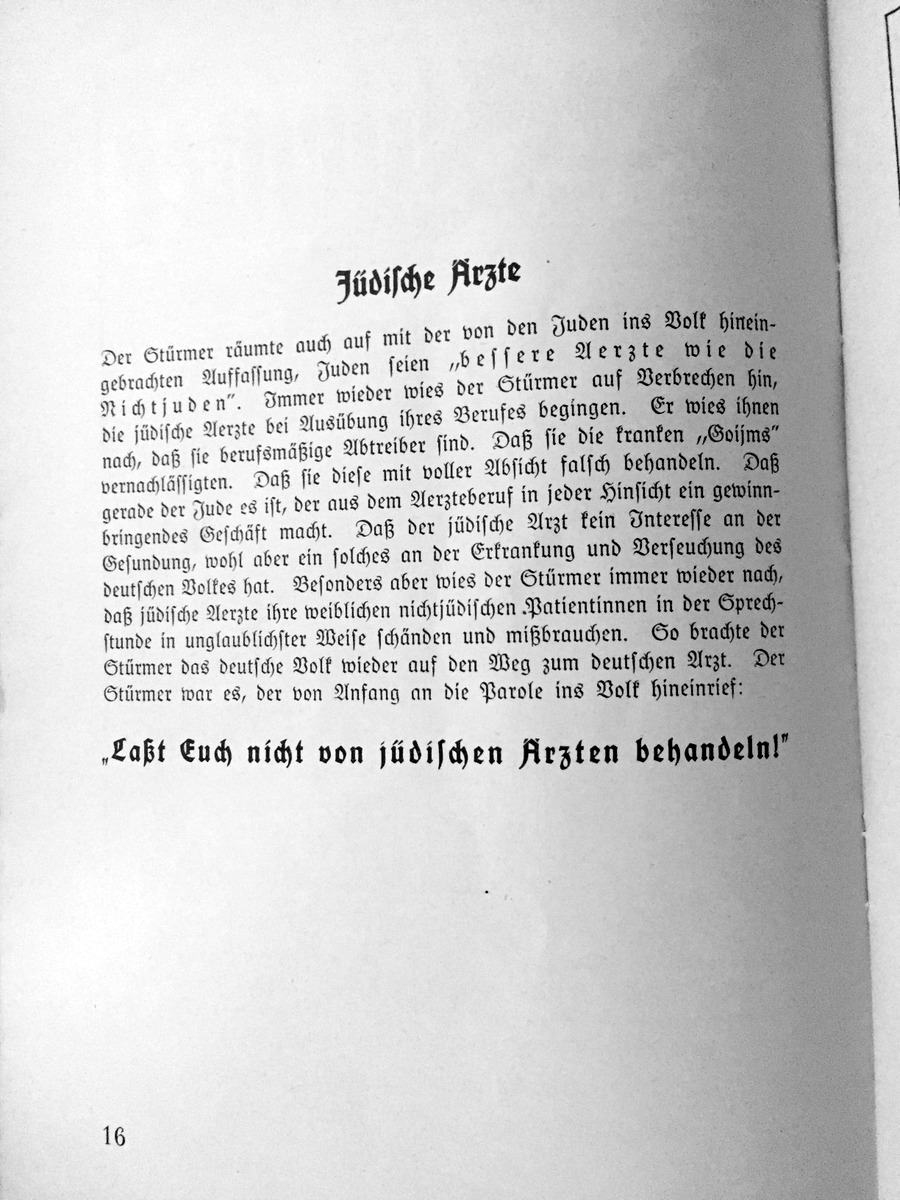 Jüdische Ärzte
Der Stürmer räumte auch auf mit der von den Juden ins Volk hinein-
gebrachten Auffassung, Juden seien „bessere Aerzte wie die
Nichtjuden". Immer wieder wies der Stürmer auf Verbrechen hin,
die jüdische Aerzte bei Ausübung ihres Berufes begingen. Er wies ihnen
nach, daß sie berufsmäßige Abtreiber sind. Daß sie die kranken „Goijms"
vernachlässigten. Daß sie diese mit voller Absicht falsch behandeln. Daß
gerade der Jude es ist, der aus dem Aerzteberuf in jeder Hinsicht ein gewinn-
bringendes Geschäft macht. Daß der jüdische Arzt kein Interesse an der
Gesundung, wohl aber ein solches an der Erkrankung und Verseuchung des
deutschen Volkes hat. Besonders aber wies der Stürmer immer wieder nach,
daß jüdische Aerzte ihre weiblichen nichtjüdischen Patientinnen in der Sprech-
stunde in unglaublichster Weise schänden und mißbrauchen. So brachte der
Stürmer das deutsche Volk wieder auf den Weg zum deutschen Arzt. Der
Stürmer war es, der von Anfang an die Parole ins Volk hineinrief:
„Laßt Euch nicht von jüdischen Ärzten behandeln!"
16